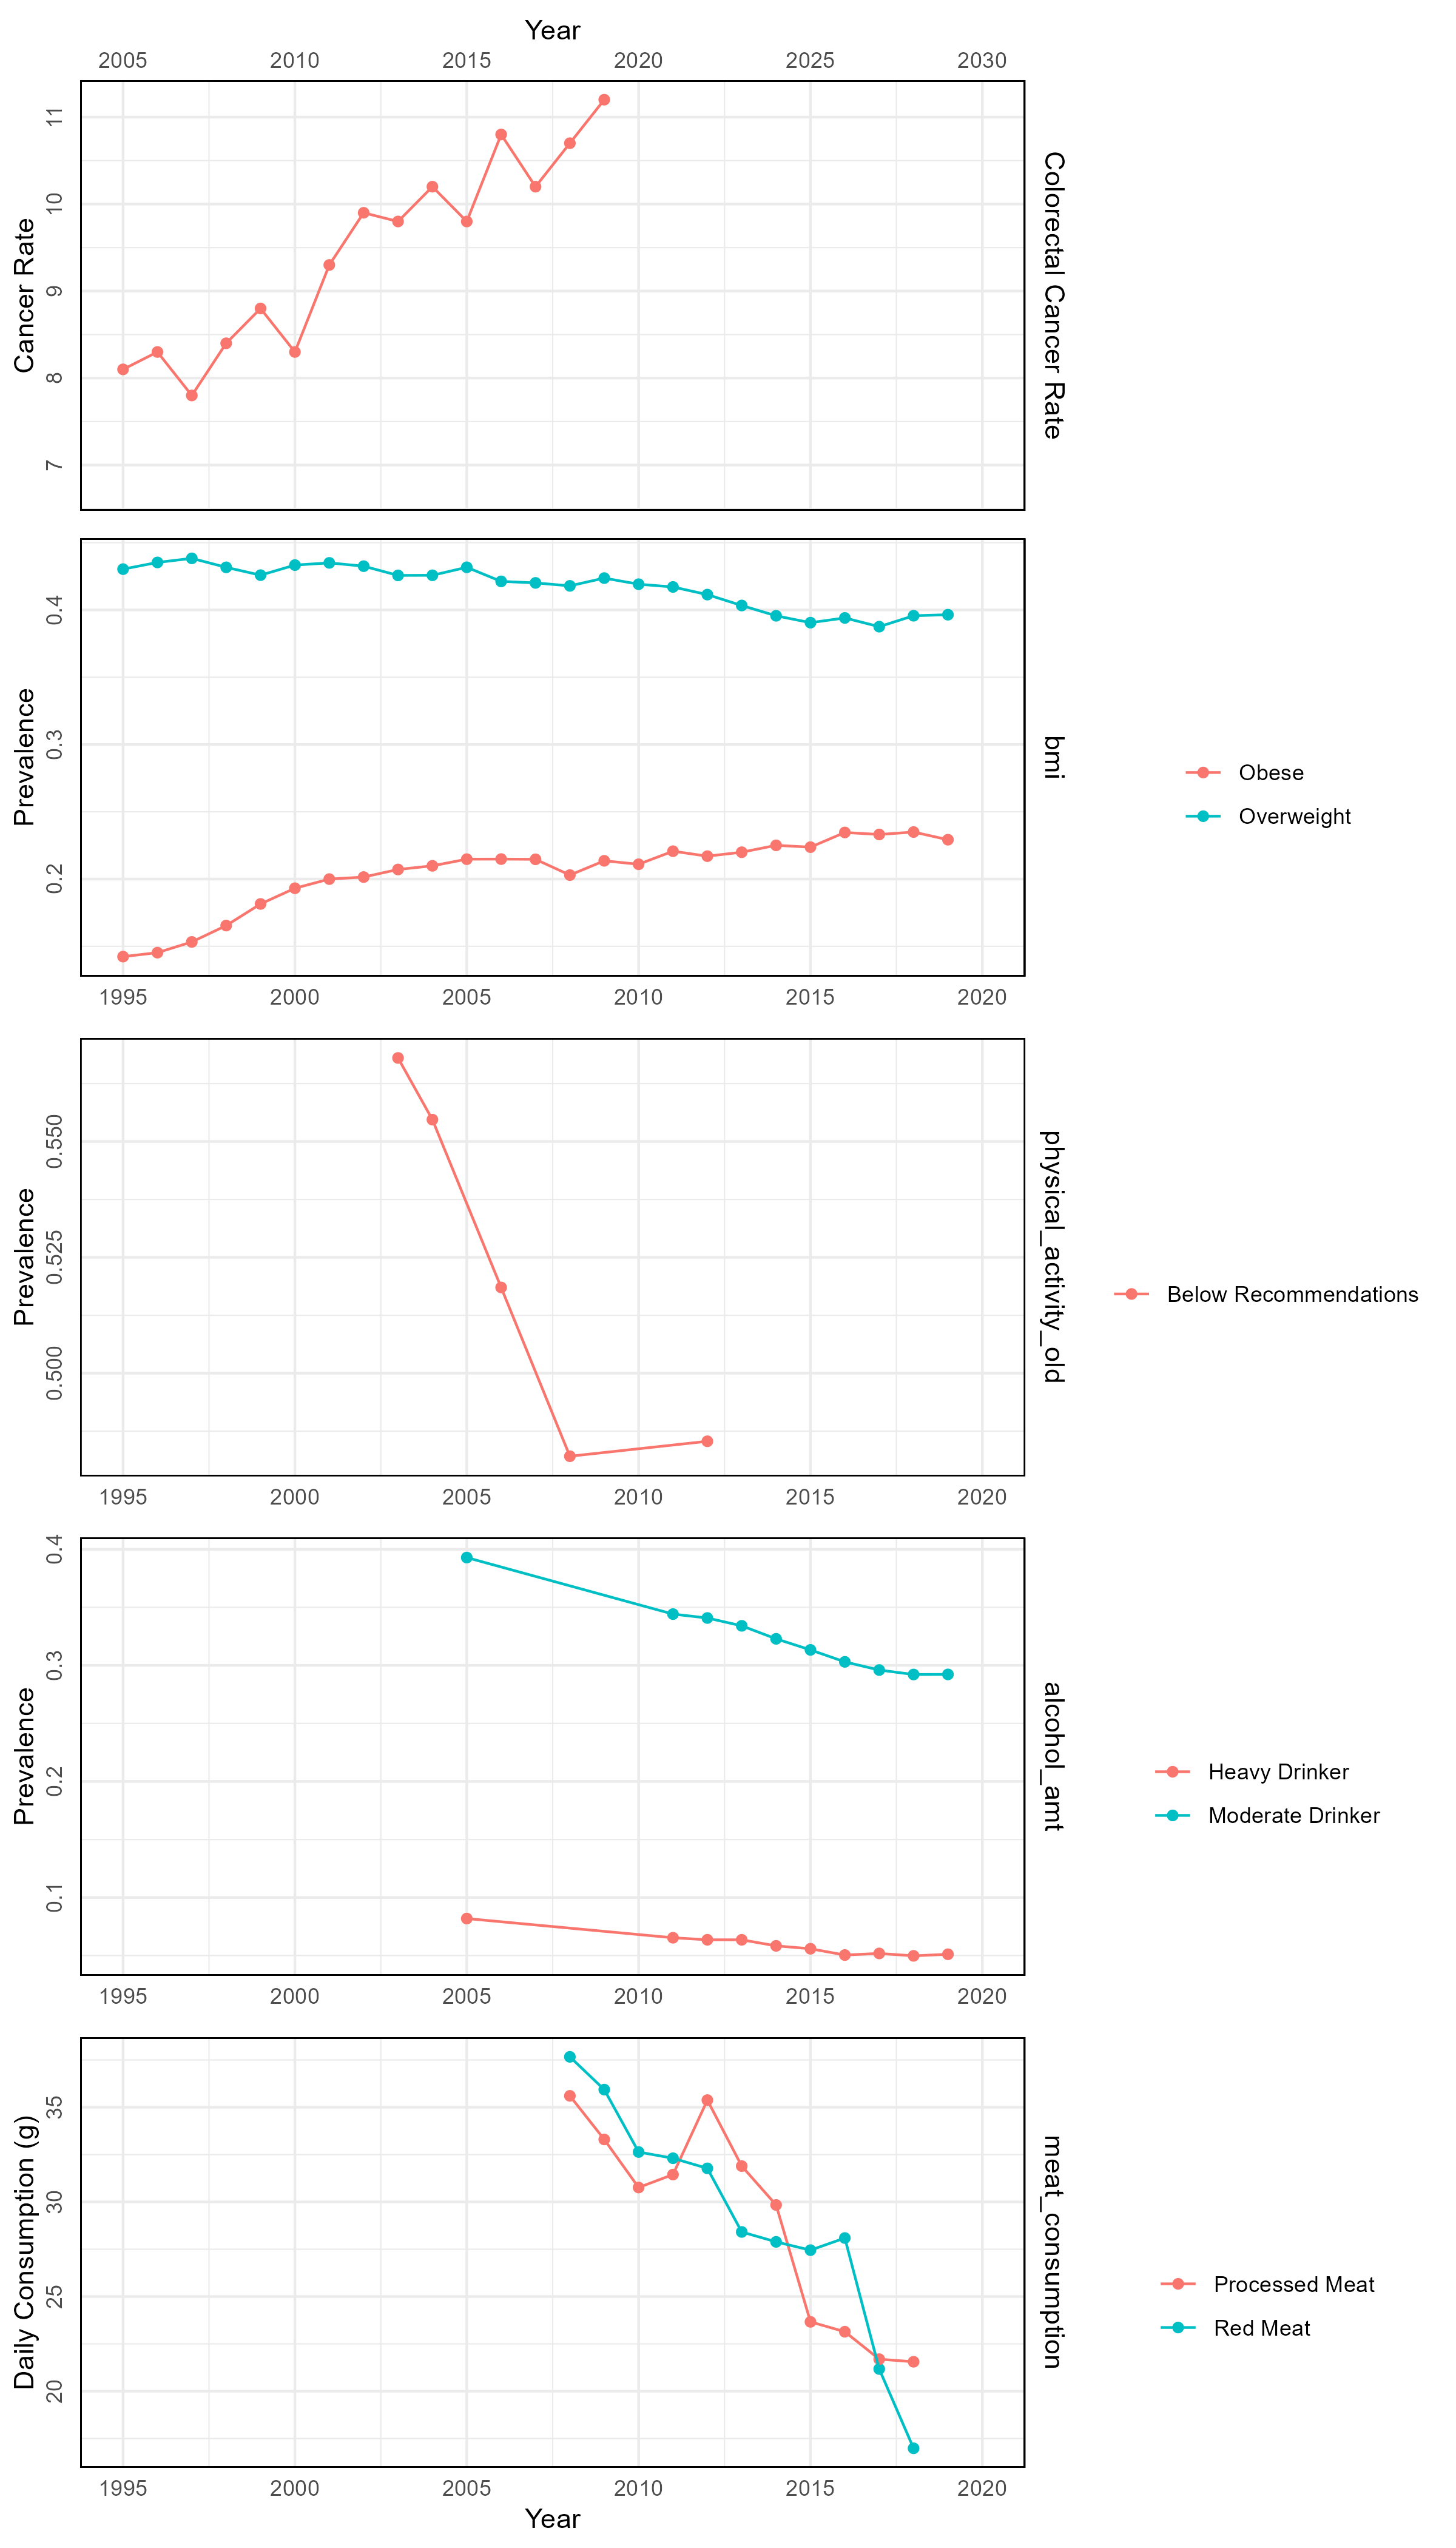 Year
2005 2010 2015 2020 2025 2030
Cancer Rate
11
10
9
8
7
Colorectal Cancer Rate
Prevalence
0.4
0.3
0.2
bmi
Obese
Overweight
1995 2000 2005 2010 2015 2020
Prevalence
0.550
0.525
0.500
physical_activity_old
Below Recommendations
1995 2000 2005 2010 2015 2020
Prevalence
0.4
0.3
0.2
0.1
alcohol_amt
Heavy Drinker
Moderate Drinker
1995 2000 2005 2010 2015 2020
Daily Consumption (g)
35
30
25
20
meat_consumption
Processed Meat
Red Meat
1995 2000 2005 2010 2015 2020
Year